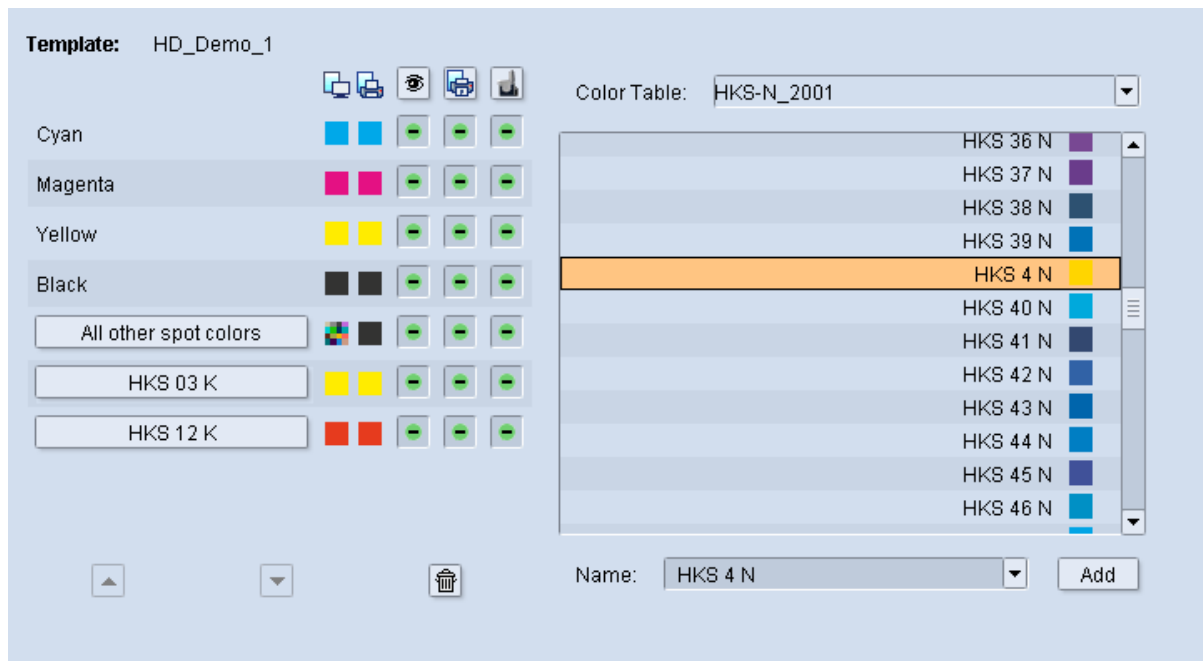 Template: HD_Demo_1
Color Table: HKS-N_2001
Cyan
Magenta
Yellow
Black
All other spot colors
HKS 03 K
HKS 12 K
HKS 36 N
HKS 37 N
HKS 38 N
HKS 39 N
HKS 4 N
HKS 40 N
HKS 41 N
HKS 42 N
HKS 43 N
HKS 44 N
HKS 45 N
HKS 46 N
Name: HKS 4 N Add